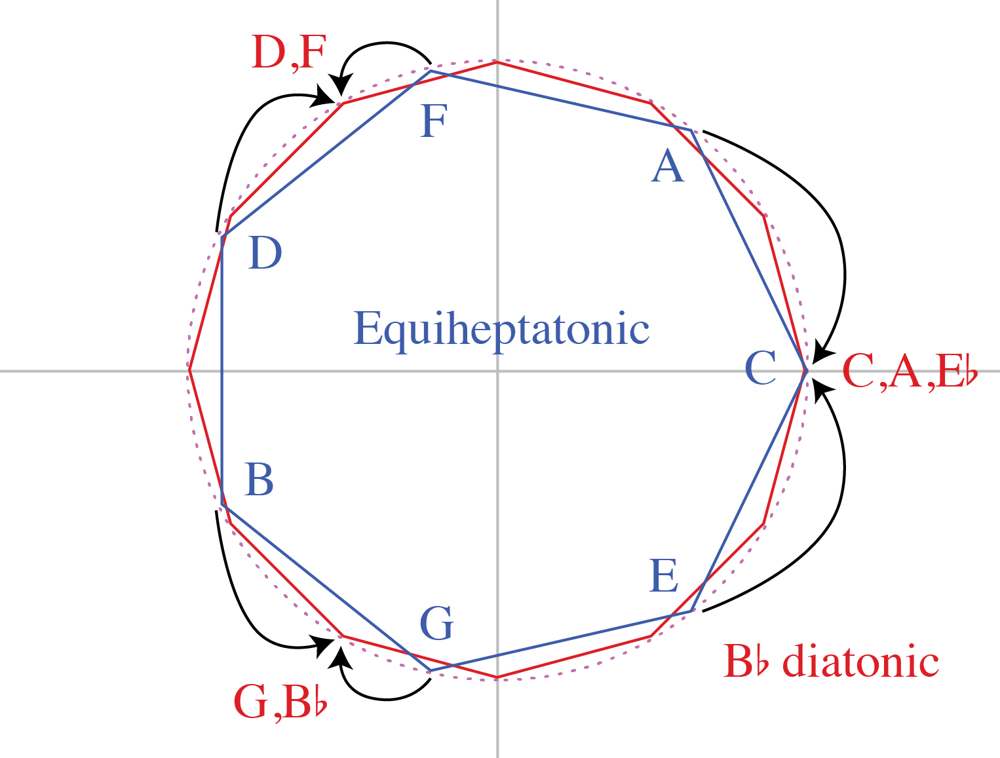 D,F
F
A
D
Equiheptatonic
C
C,A,E♭
B
E
G
B♭ diatonic
G,B♭